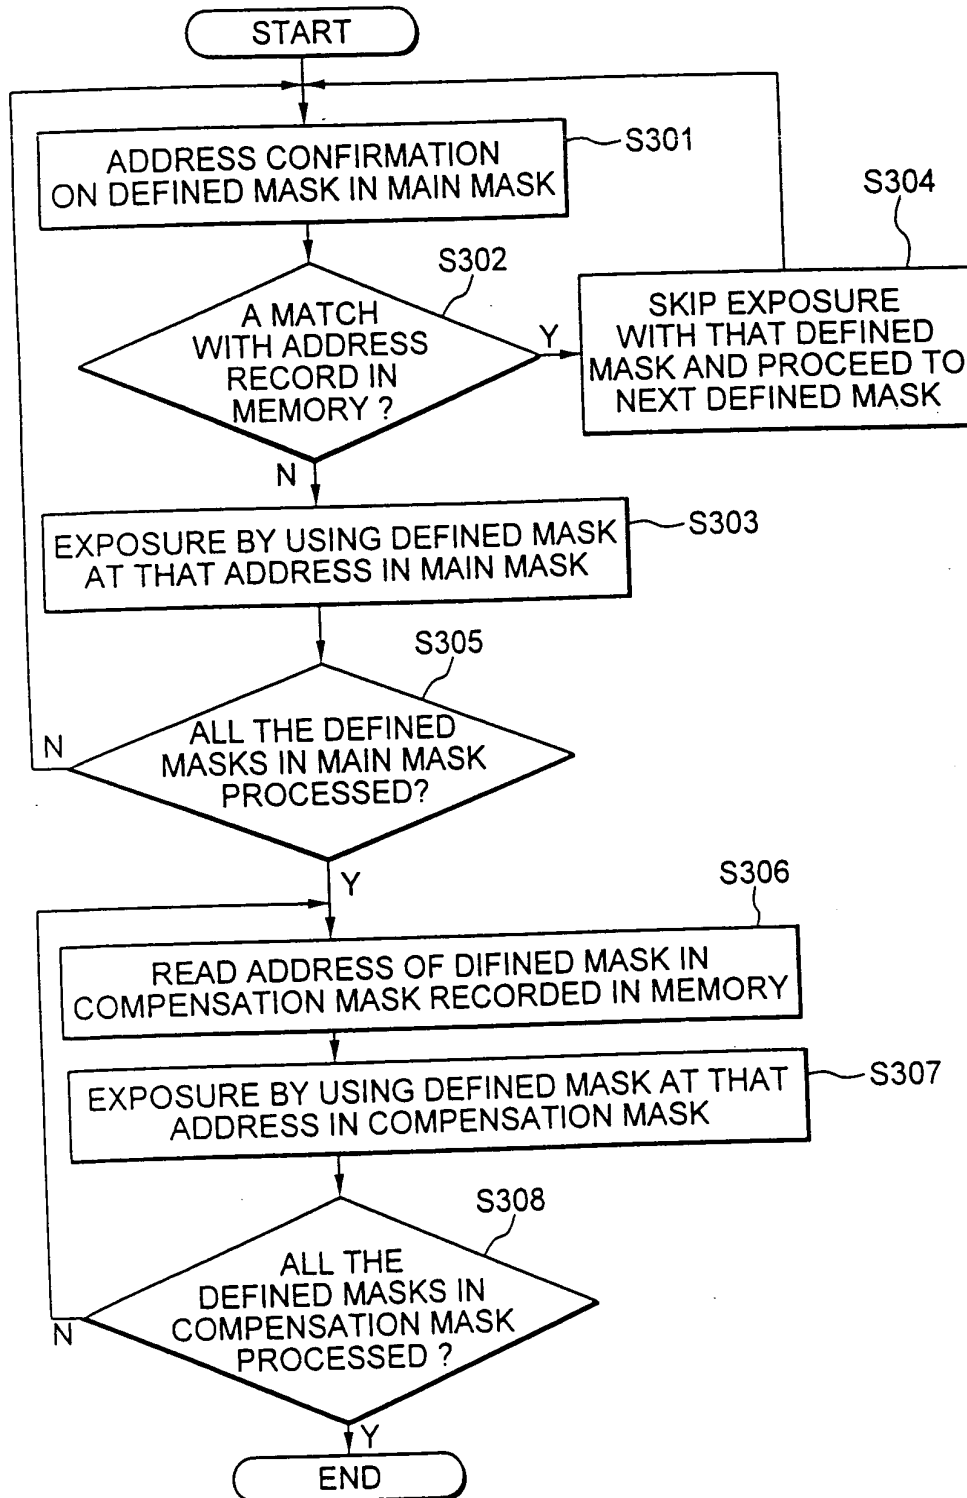 START
ADDRESS CONFIRMATION
ON DEFINED MASK IN MAIN MASK
S301
S304
S302
A MATCH
WITH ADDRESS
RECORD IN
MEMORY ?
Y
SKIP EXPOSURE
WITH THAT DEFINED
MASK AND PROCEED TO
NEXT DEFINED MASK
N
EXPOSURE BY USING DEFINED MASK
AT THAT ADDRESS IN MAIN MASK
S303
S305
ALL THE DEFINED
MASKS IN MAIN MASK
PROCESSED?
N
Y
S306
READ ADDRESS OF DIFINED MASK IN
COMPENSATION MASK RECORDED IN MEMORY
EXPOSURE BY USING DEFINED MASK AT THAT
ADDRESS IN COMPENSATION MASK
S307
S308
ALL THE
DEFINED MASKS IN
COMPENSATION MASK
PROCESSED ?
N
Y
END